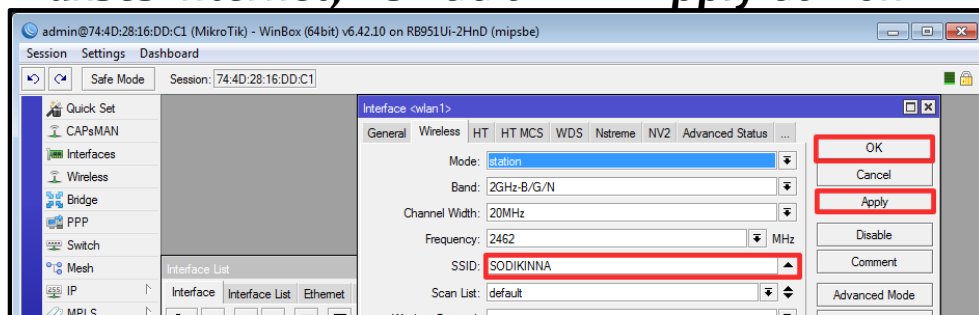 admin@74:4D:28:16:DD:C1 (MikroTik) - WinBox (64bit) v6.42.10 on RB951Ui-2HnD (mipsbe)
Session Settings Dashboard
Safe Mode Session: 74:4D:28:16:DD:C1
Quick Set
CAPsMAN
Interfaces
Wireless
Bridge
PPP
Switch
Mesh
IP
MPLS
Interface List
Interface Interface List Ethernet
Interface <wlan1>
General Wireless HT HT MCS WDS Nstreme NV2 Advanced Status ...
Mode: station
Band: 2GHz-B/G/N
Channel Width: 20MHz
Frequency: 2462 MHz
SSID: SODIKINNA
Scan List: default
OK
Cancel
Apply
Disable
Comment
Advanced Mode